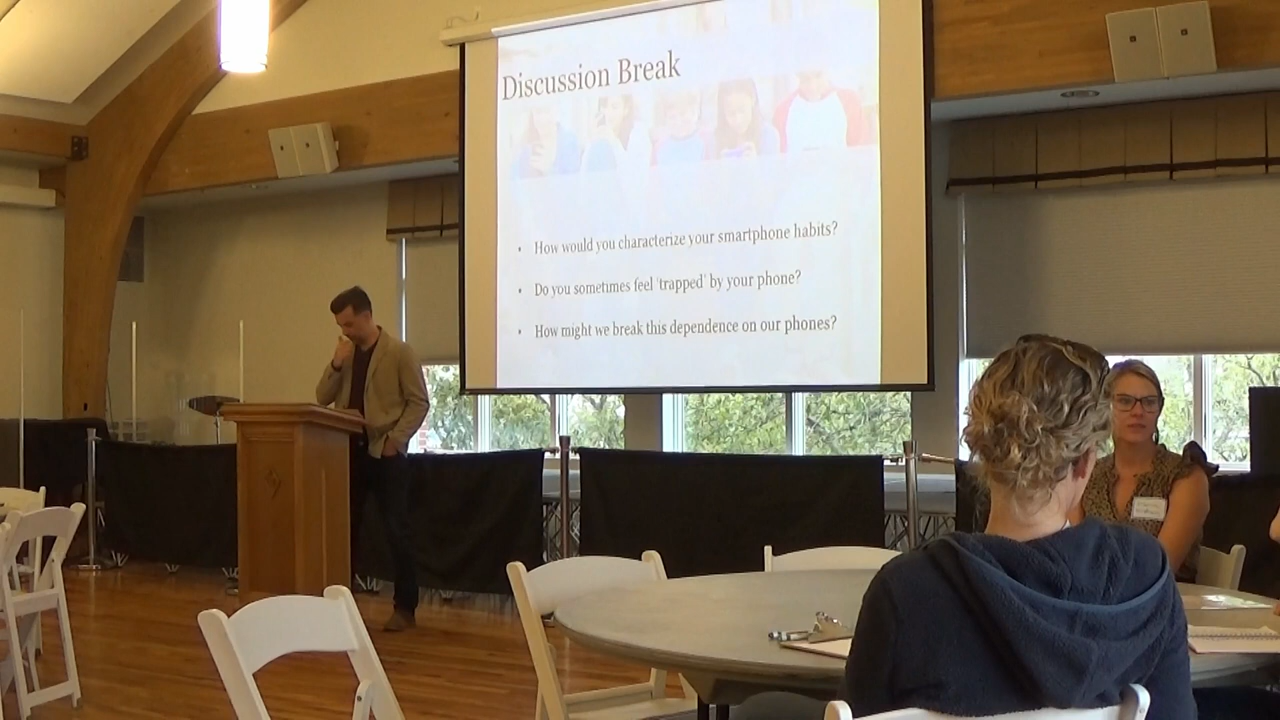 Discussion Break
• How would you characterize your smartphone habits?
• Do you sometimes feel 'trapped' by your phone?
• How might we break this dependence on our phones?